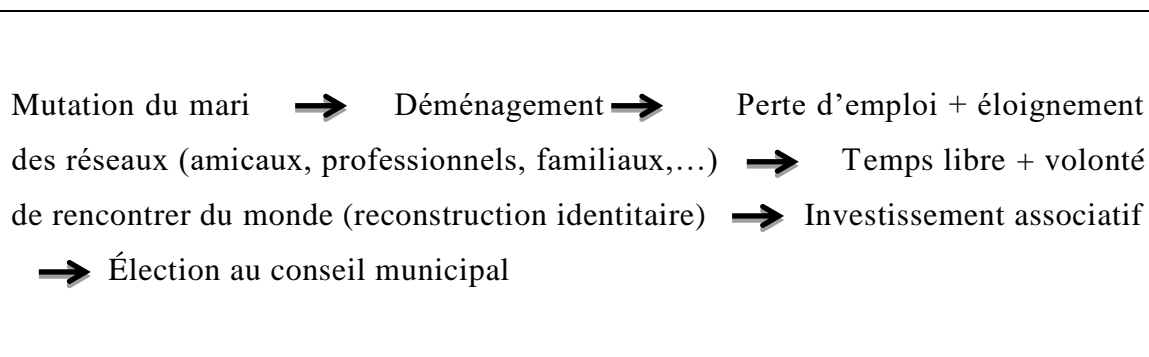 Mutation du mari → Déménagement → Perte d’emploi + éloignement
des réseaux (amicaux, professionnels, familiaux,…) → Temps libre + volonté
de rencontrer du monde (reconstruction identitaire) → Investissement associatif
→ Élection au conseil municipal